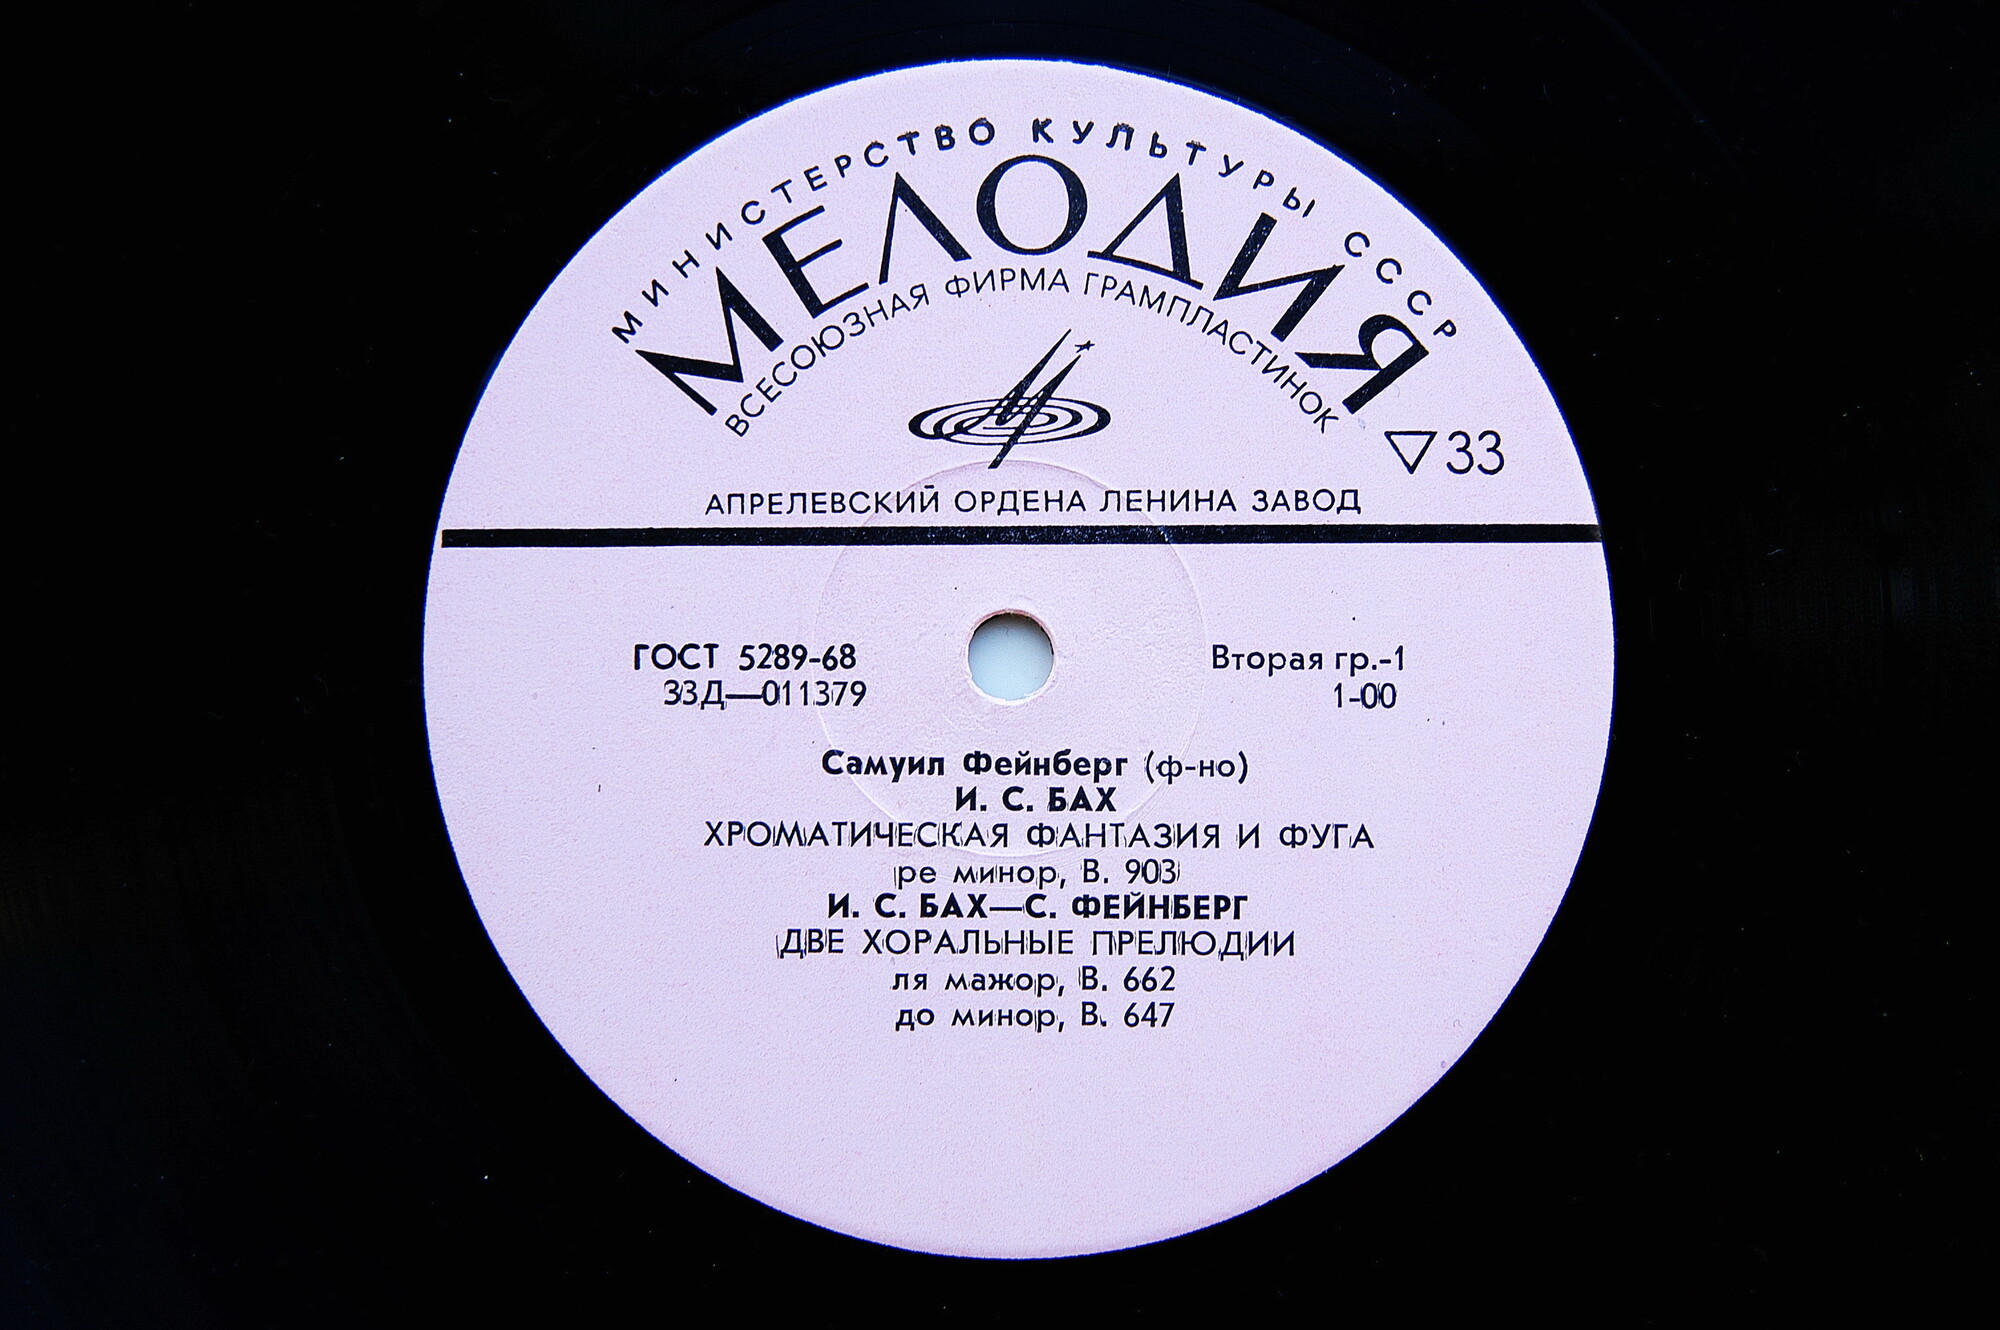 МИНИСТЕРСТВО КУЛЬТУРЫ СССР
МЕЛОДИЯ
ВСЕСОЮЗНАЯ ФИРМА ГРАМПЛАСТИНОК
▽33
АПРЕЛЕВСКИЙ ОРДЕНА ЛЕНИНА ЗАВОД
ГОСТ 5289-68
Вторая гр.-1
33Д—011379
1-00
Самуил Фейнберг (ф-но)
И. С. БАХ
ХРОМАТИЧЕСКАЯ ФАНТАЗИЯ И ФУГА
ре минор, В. 903
И. С. БАХ—С. ФЕЙНБЕРГ
ДВЕ ХОРАЛЬНЫЕ ПРЕЛЮДИИ
ля мажор, В. 662
до минор, В. 647